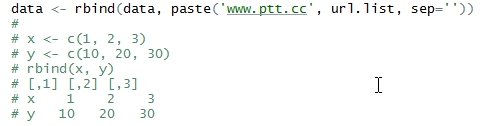 data <- rbind(data, paste('www.ptt.cc', url.list, sep=''))
#
# x <- c(1, 2, 3)
# y <- c(10, 20, 30)
# rbind(x, y)
# [,1] [,2] [,3]
# x    1    2    3
# y   10   20   30